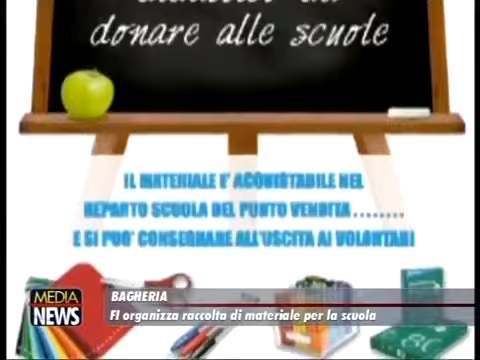 donare alle scuole
IL MATERIALE E' ACQUISTABILE NEL
REPARTO SCUOLA DEL PUNTO VENDITA ........
E SI PUO' CONSEGNARE ALL'USCITA AI VOLONTARI
MEDIA
NEWS
BAGHERIA
FI organizza raccolta di materiale per la scuola